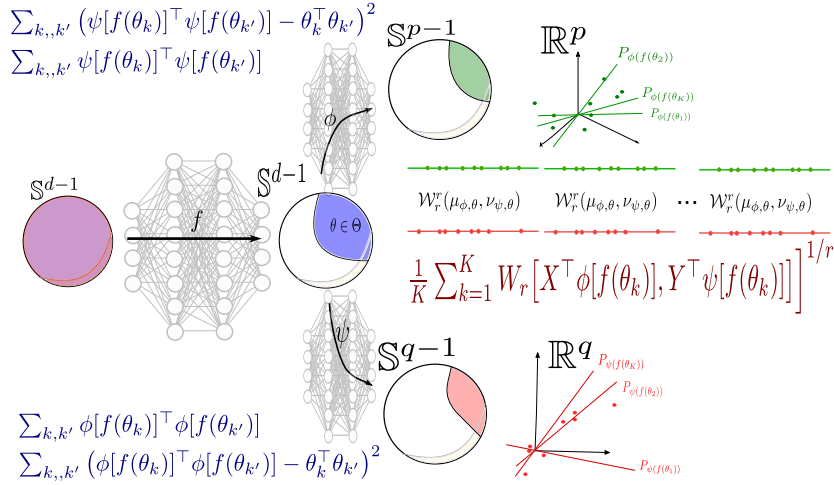 ∑_{k,,k′} (ψ[f(θ_k)]^⊤ψ[f(θ_{k′})] − θ_k^⊤θ_{k′})^2
∑_{k,,k′} ψ[f(θ_k)]^⊤ψ[f(θ_{k′})]
𝕊^{p−1}
ℝ^p
P_{ϕ(f(θ_2))}
P_{ϕ(f(θ_K))}
P_{ϕ(f(θ_1))}
ϕ
𝕊^{d−1}
f
𝕊^{d−1}
θ∈Θ
𝒲_r^r(μ_{ϕ,θ}, ν_{ψ,θ}) 𝒲_r^r(μ_{ϕ,θ}, ν_{ψ,θ}) ... 𝒲_r^r(μ_{ϕ,θ}, ν_{ψ,θ})
1/K ∑_{k=1}^K W_r[X^⊤ϕ[f(θ_k)], Y^⊤ψ[f(θ_k)]]]^{1/r}
ψ
𝕊^{q−1}
ℝ^q
P_{ψ(f(θ_K))}
P_{ψ(f(θ_2))}
P_{ψ(f(θ_1))}
∑_{k,k′} ϕ[f(θ_k)]^⊤ϕ[f(θ_{k′})]
∑_{k,,k′} (ϕ[f(θ_k)]^⊤ϕ[f(θ_{k′})] − θ_k^⊤θ_{k′})^2